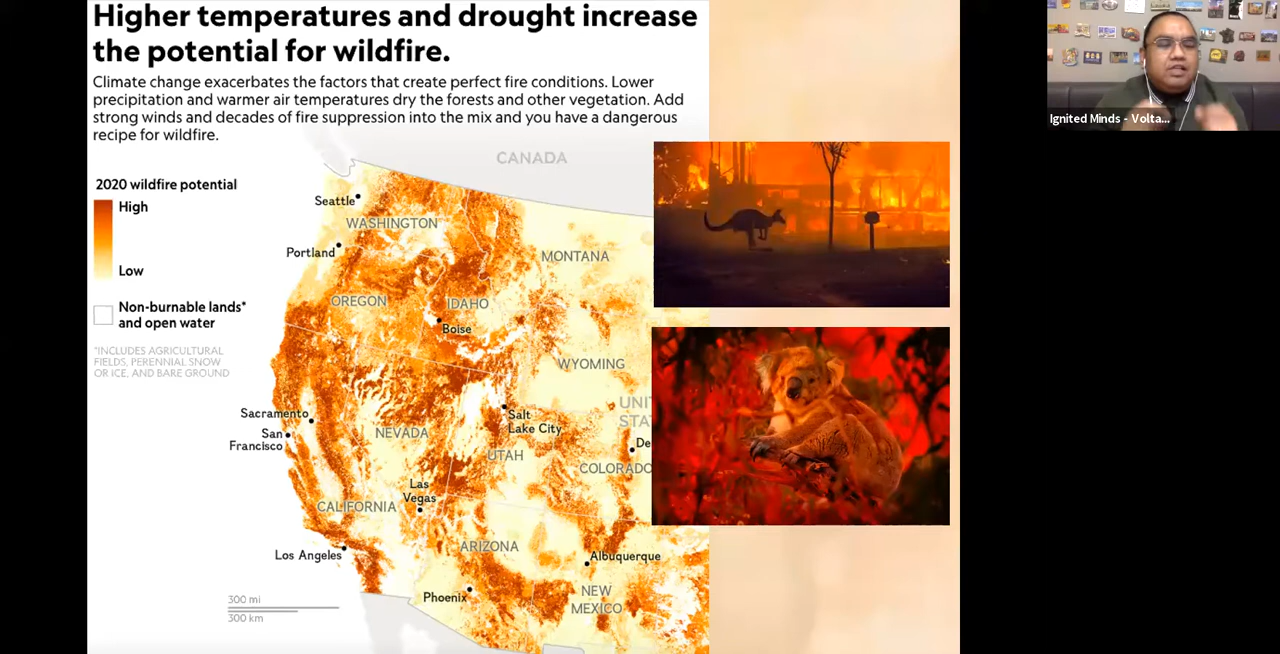 Higher temperatures and drought increase
the potential for wildfire.
Climate change exacerbates the factors that create perfect fire conditions. Lower
precipitation and warmer air temperatures dry the forests and other vegetation. Add
strong winds and decades of fire suppression into the mix and you have a dangerous
recipe for wildfire.
Ignited Minds - Volta...
CANADA
2020 wildfire potential
High
Low
Non-burnable lands*
and open water
*INCLUDES AGRICULTURAL
FIELDS, PERENNIAL SNOW
OR ICE, AND BARE GROUND
Seattle
WASHINGTON
Portland
MONTANA
OREGON
IDAHO
Boise
WYOMING
Sacramento
San
Francisco
NEVADA
Salt
Lake City
UNI
STA
De
UTAH
COLORADO
Las
Vegas
CALIFORNIA
Los Angeles
ARIZONA
Albuquerque
Phoenix
NEW
MEXICO
300 mi
300 km